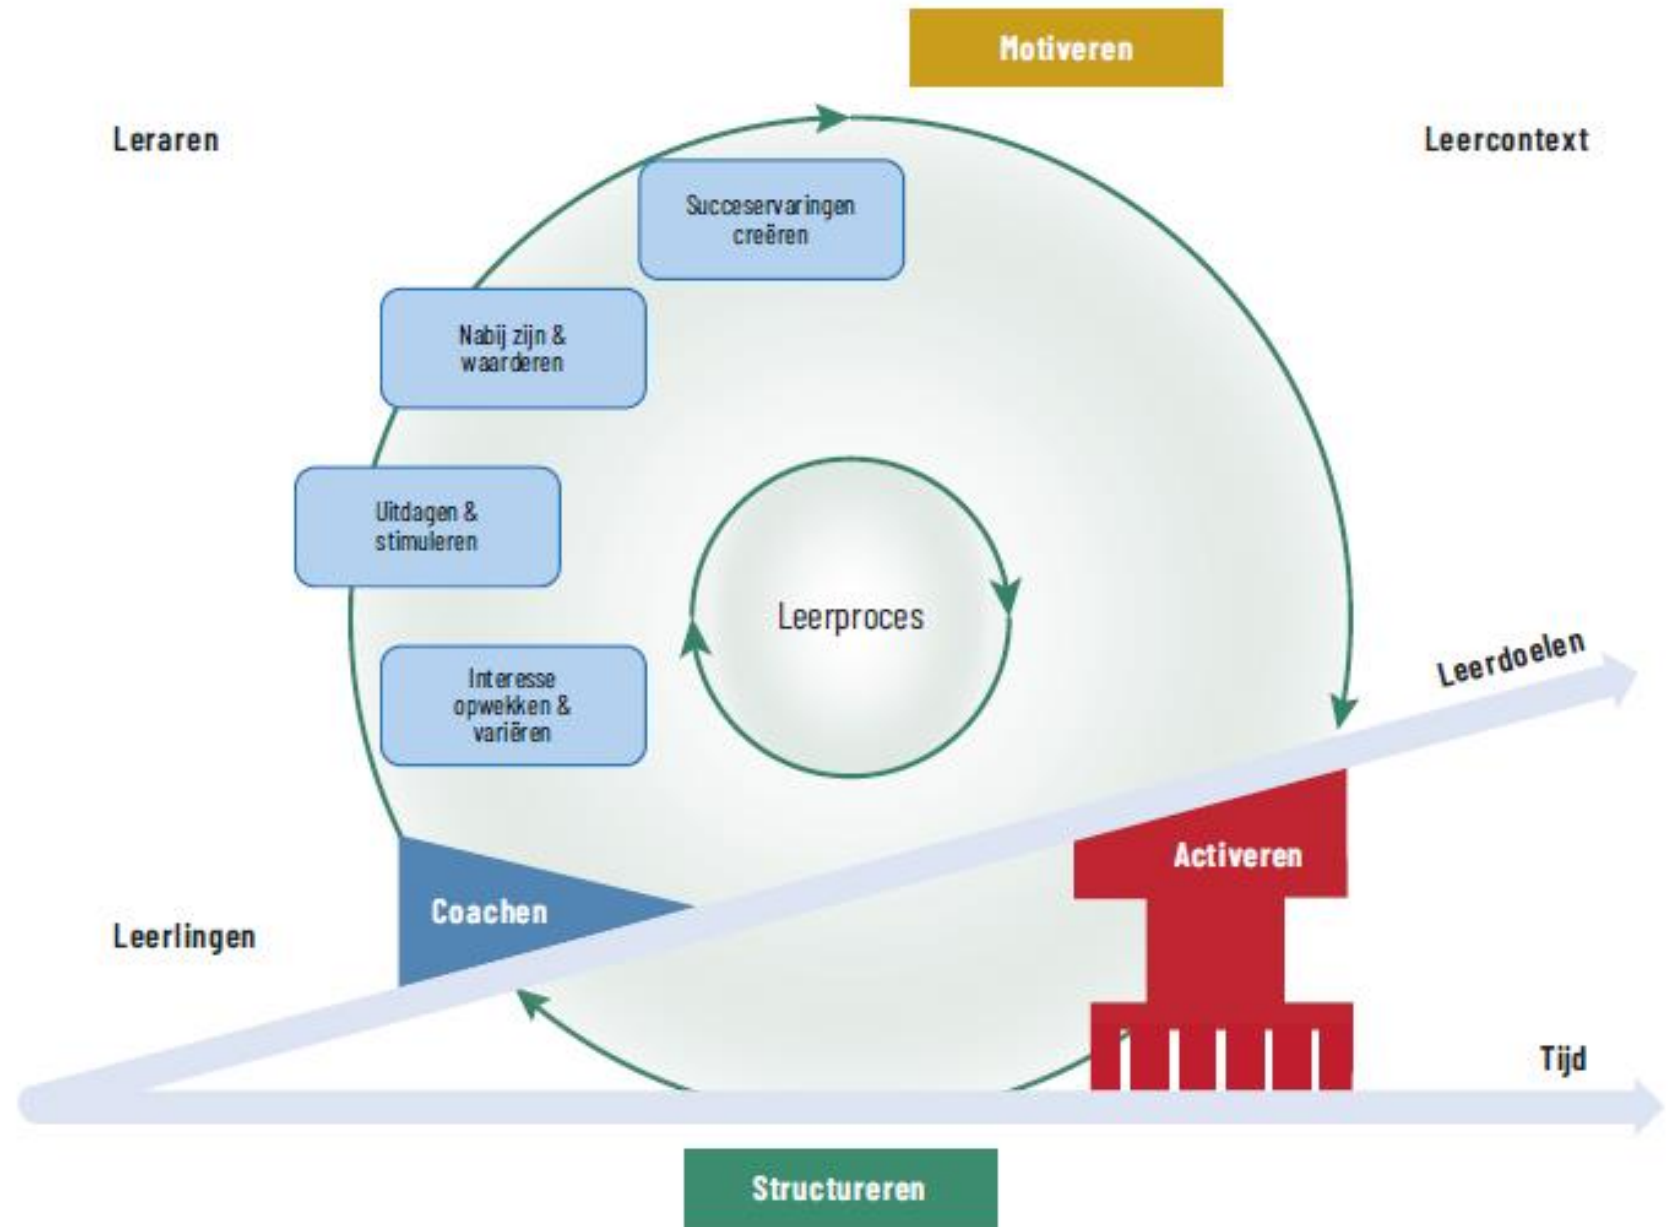 Motiveren
Leraren
Leercontext
Succeservaringen
creëren
Nabij zijn &
waarderen
Uitdagen &
stimuleren
Interesse
opwekken &
variëren
Leerproces
Leerdoelen
Activeren
Coachen
Leerlingen
Tijd
Structureren